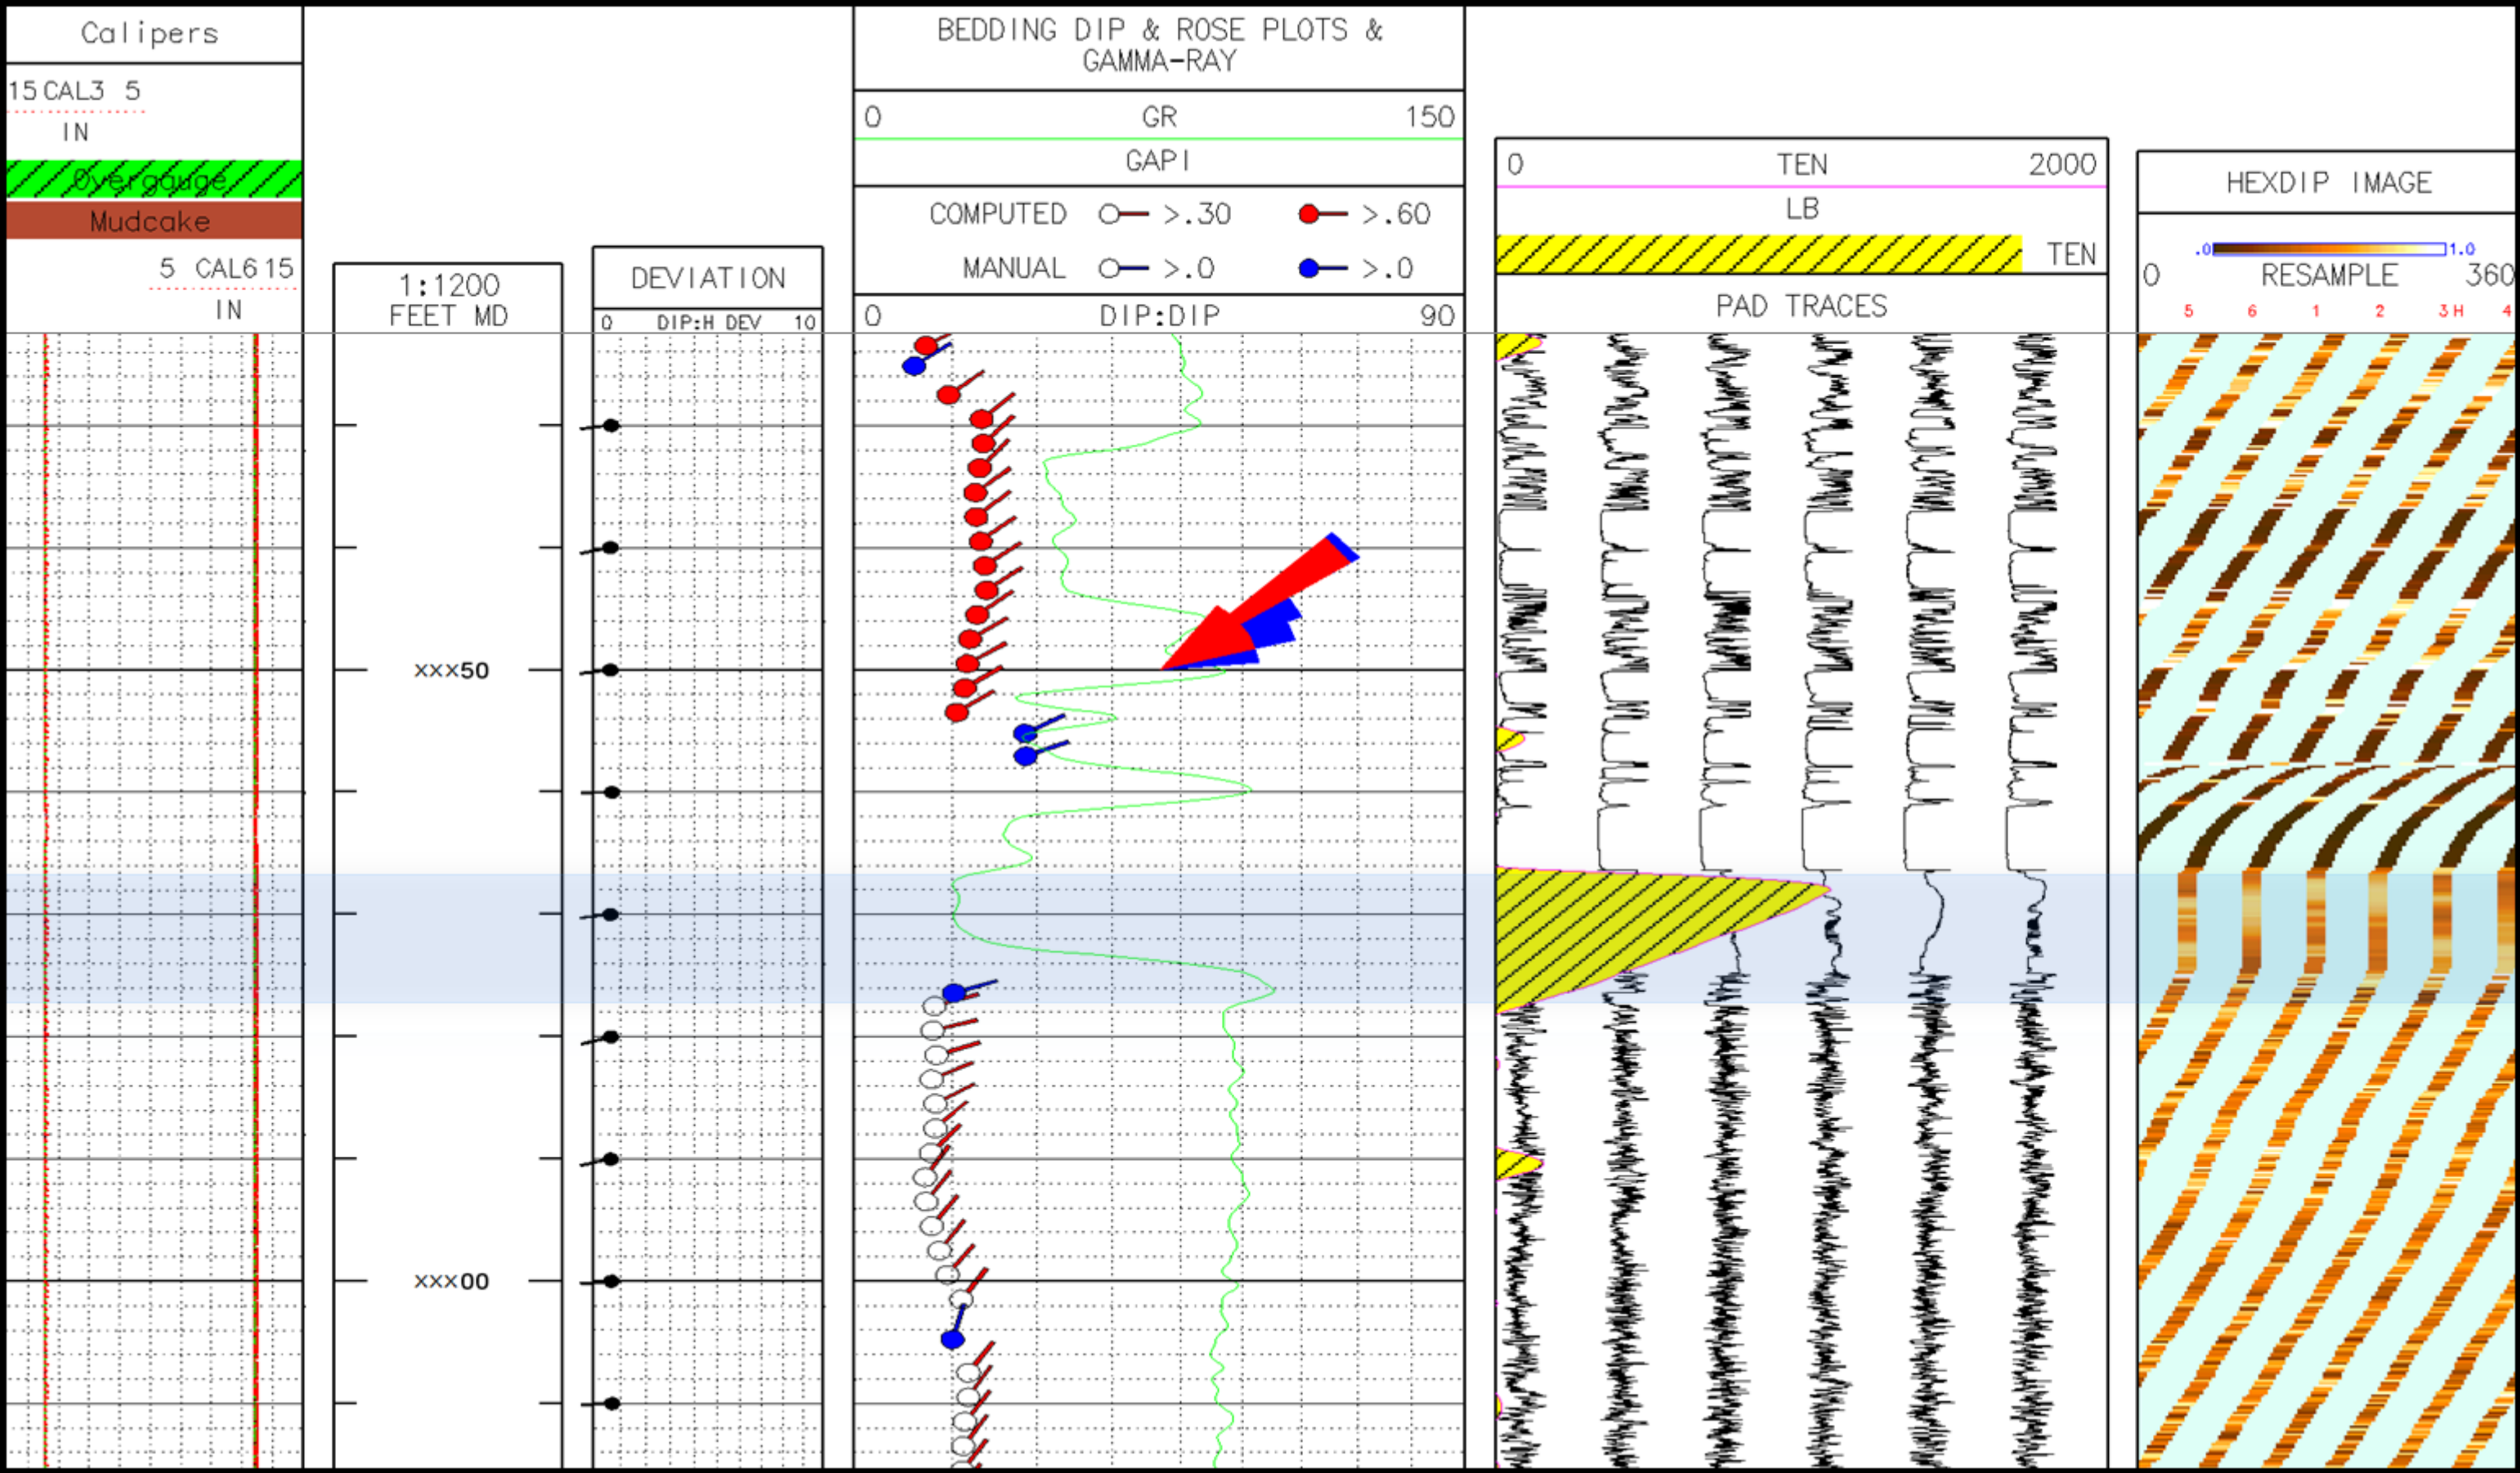 Calipers
15 CAL3 5
IN
Overgauge
Mudcake
5 CAL6 15
IN
1:1200
FEET MD
DEVIATION
0 DIP:H DEV 10
BEDDING DIP & ROSE PLOTS &
GAMMA-RAY
0 GR 150
GAPI
COMPUTED >.30 >.60
MANUAL >.0 >.0
0 DIP:DIP 90
0 TEN 2000
LB
TEN
PAD TRACES
HEXDIP IMAGE
.0 1.0
0 RESAMPLE 360
5 6 1 2 3 H 4
xxx50
xxx00